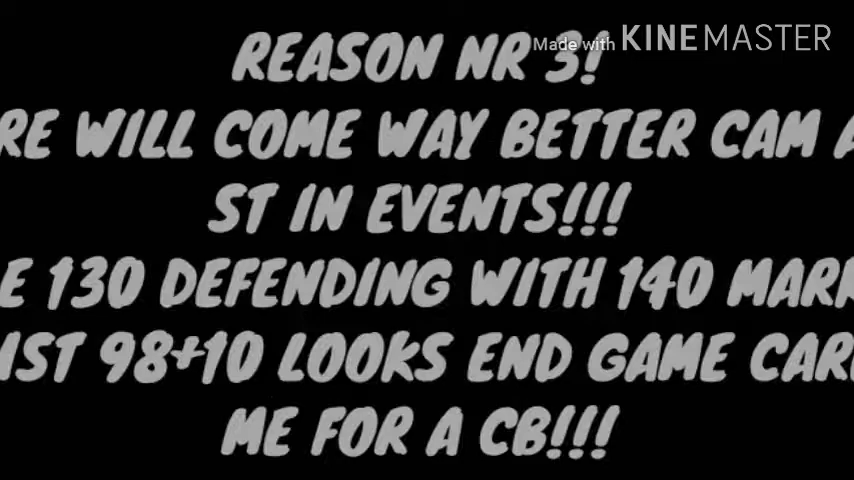 REASON NR 3!
Made with KINEMASTER
RE WILL COME WAY BETTER CAM A
ST IN EVENTS!!!
E 130 DEFENDING WITH 140 MARK
IST 98+10 LOOKS END GAME CAR
ME FOR A CB!!!